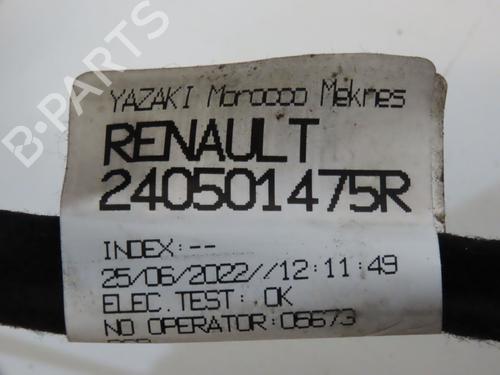 B-PARTS
YAZAKI Morocco Meknes
RENAULT
240501475R
INDEX:--
25/06/2022//12:11:49
ELEC.TEST: OK
NO OPERATOR:05673